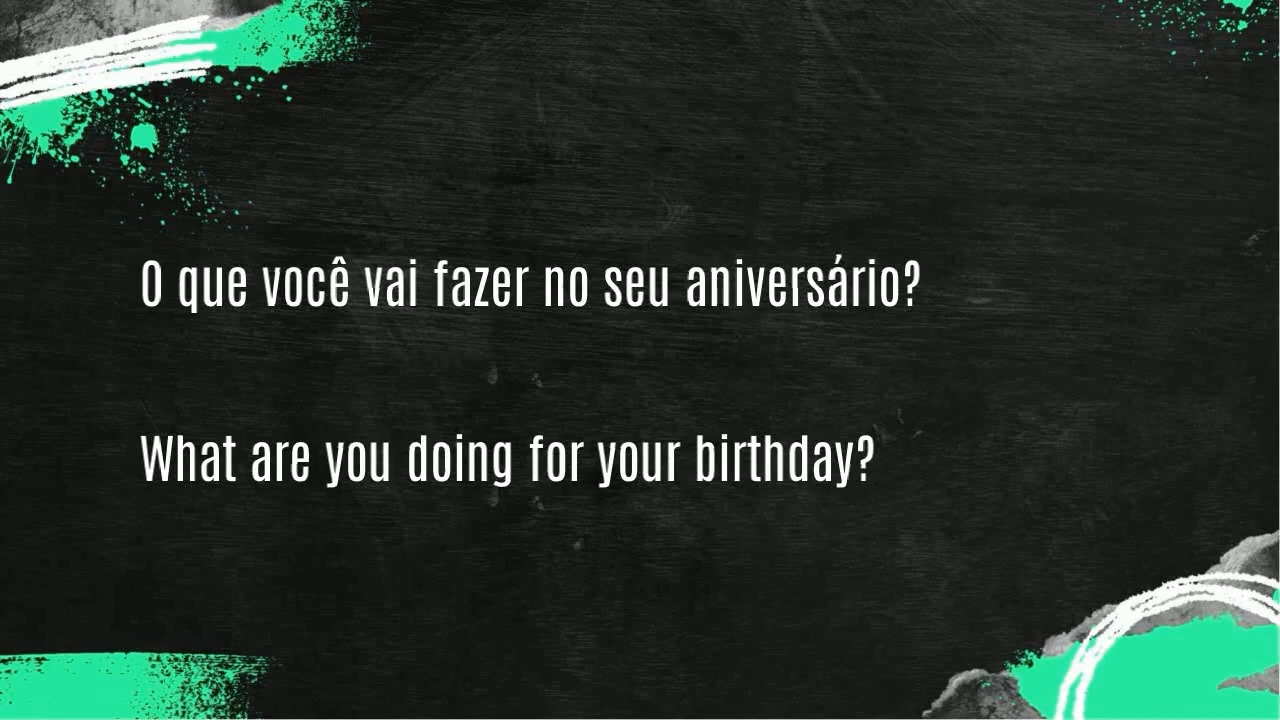 O que você vai fazer no seu aniversário?
What are you doing for your birthday?